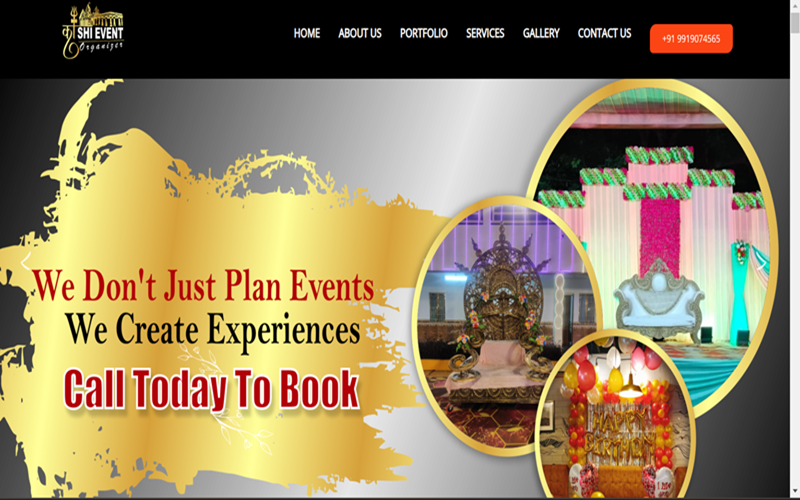 काशी
SHI EVENT
Organizer
HOME
ABOUT US
PORTFOLIO
SERVICES
GALLERY
CONTACT US
+91 9919074565
We Don't Just Plan Events
We Create Experiences
Call Today To Book
HAPPY
BIRTHDAY